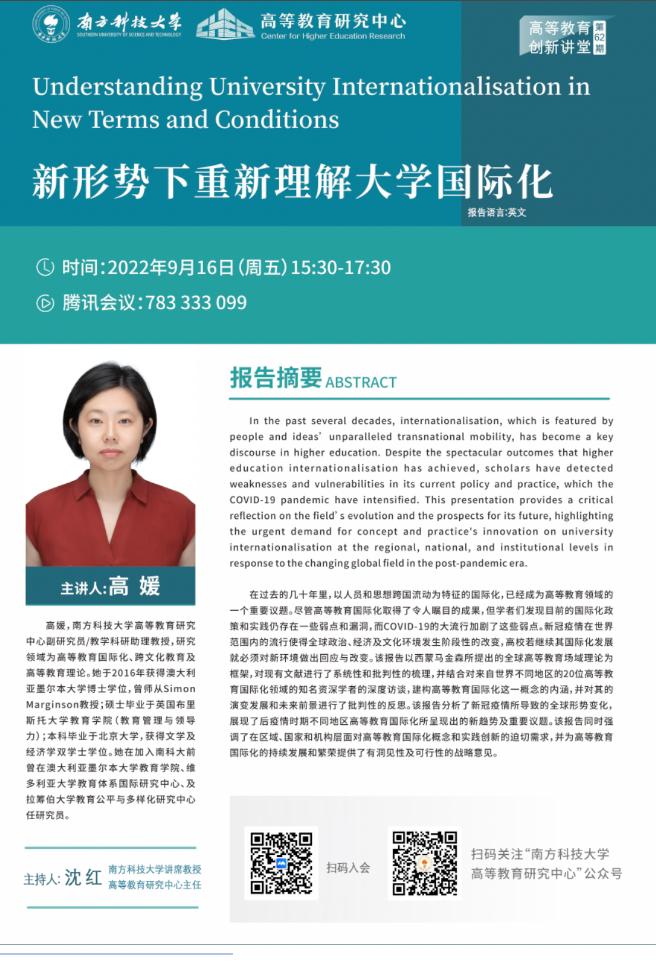 南方科技大学
SOUTHERN UNIVERSITY OF SCIENCE AND TECHNOLOGY
高等教育研究中心
Center for Higher Education Research
高等教育
创新讲堂
第62期
Understanding University Internationalisation in
New Terms and Conditions
新形势下重新理解大学国际化
报告语言:英文
时间:2022年9月16日(周五)15:30-17:30
腾讯会议:783 333 099
报告摘要 ABSTRACT
In the past several decades, internationalisation, which is featured by
people and ideas' unparalleled transnational mobility, has become a key
discourse in higher education. Despite the spectacular outcomes that higher
education internationalisation has achieved, scholars have detected
weaknesses and vulnerabilities in its current policy and practice, which the
COVID-19 pandemic have intensified. This presentation provides a critical
reflection on the field's evolution and the prospects for its future, highlighting
the urgent demand for concept and practice's innovation on university
internationalisation at the regional, national, and institutional levels in
response to the changing global field in the post-pandemic era.
在过去的几十年里,以人员和思想跨国流动为特征的国际化,已经成为高等教育领域的
一个重要议题。尽管高等教育国际化取得了令人瞩目的成果,但学者们发现目前的国际化政
策和实践仍存在一些弱点和漏洞,而COVID-19的大流行加剧了这些弱点。新冠疫情在世界
范围内的流行使得全球政治、经济及文化环境发生阶段性的改变,高校若继续其国际化发展
就必须对新环境做出回应与改变。该报告以西蒙马金森所提出的全球高等教育场域理论为
框架,对现有文献进行了系统性和批判性的梳理,并结合对来自世界不同地区的20位高等教
育国际化领域的知名资深学者的深度访谈,建构高等教育国际化这一概念的内涵,并对其的
演变发展和未来前景进行了批判性的反思。该报告分析了新冠疫情所导致的全球形势变化,
展现了后疫情时期不同地区高等教育国际化所呈现出的新趋势及重要议题。该报告同时强
调了在区域、国家和机构层面对高等教育国际化概念和实践创新的迫切需求,并为高等教育
国际化的持续发展和繁荣提供了有洞见性及可行性的战略意见。
主讲人:高 媛
高媛,南方科技大学高等教育研究
中心副研究员/教学科研助理教授,研究
领域为高等教育国际化、跨文化教育及
高等教育理论。她于2016年获得澳大利
亚墨尔本大学博士学位,曾师从Simon
Marginson教授;硕士毕业于英国布里
斯托大学教育学院(教育管理与领导
力);本科毕业于北京大学,获得文学及
经济学双学士学位。她在加入南科大前
曾在澳大利亚墨尔本大学教育学院、维
多利亚大学教育体系国际研究中心、及
拉筹伯大学教育公平与多样化研究中心
任研究员。
主持人:沈 红
南方科技大学讲席教授
高等教育研究中心主任
扫码入会
扫码关注“南方科技大学
高等教育研究中心”公众号